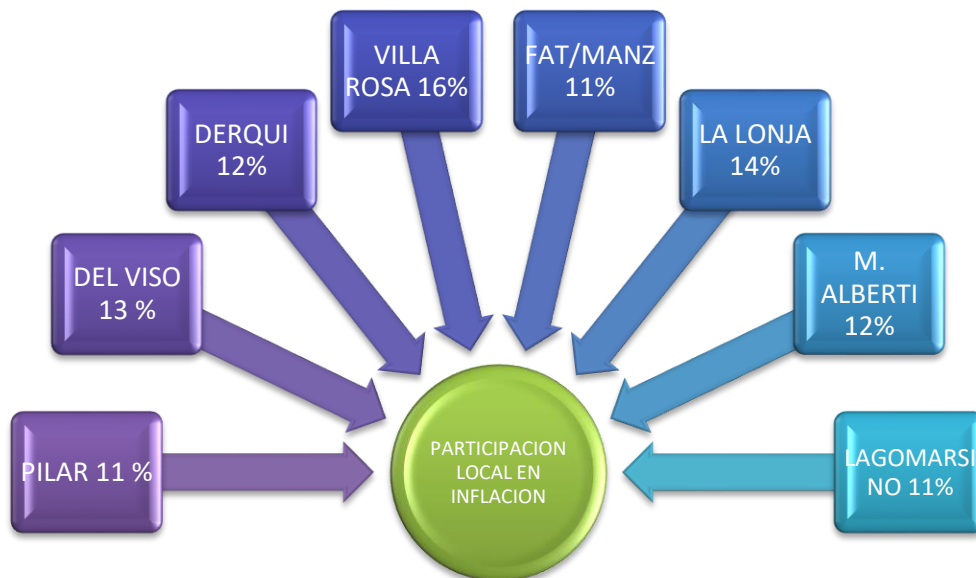 PILAR 11 %
DEL VISO
13 %
DERQUI
12%
VILLA
ROSA 16%
FAT/MANZ
11%
LA LONJA
14%
M.
ALBERTI
12%
LAGOMARSI
NO 11%
PARTICIPACION
LOCAL EN
INFLACION